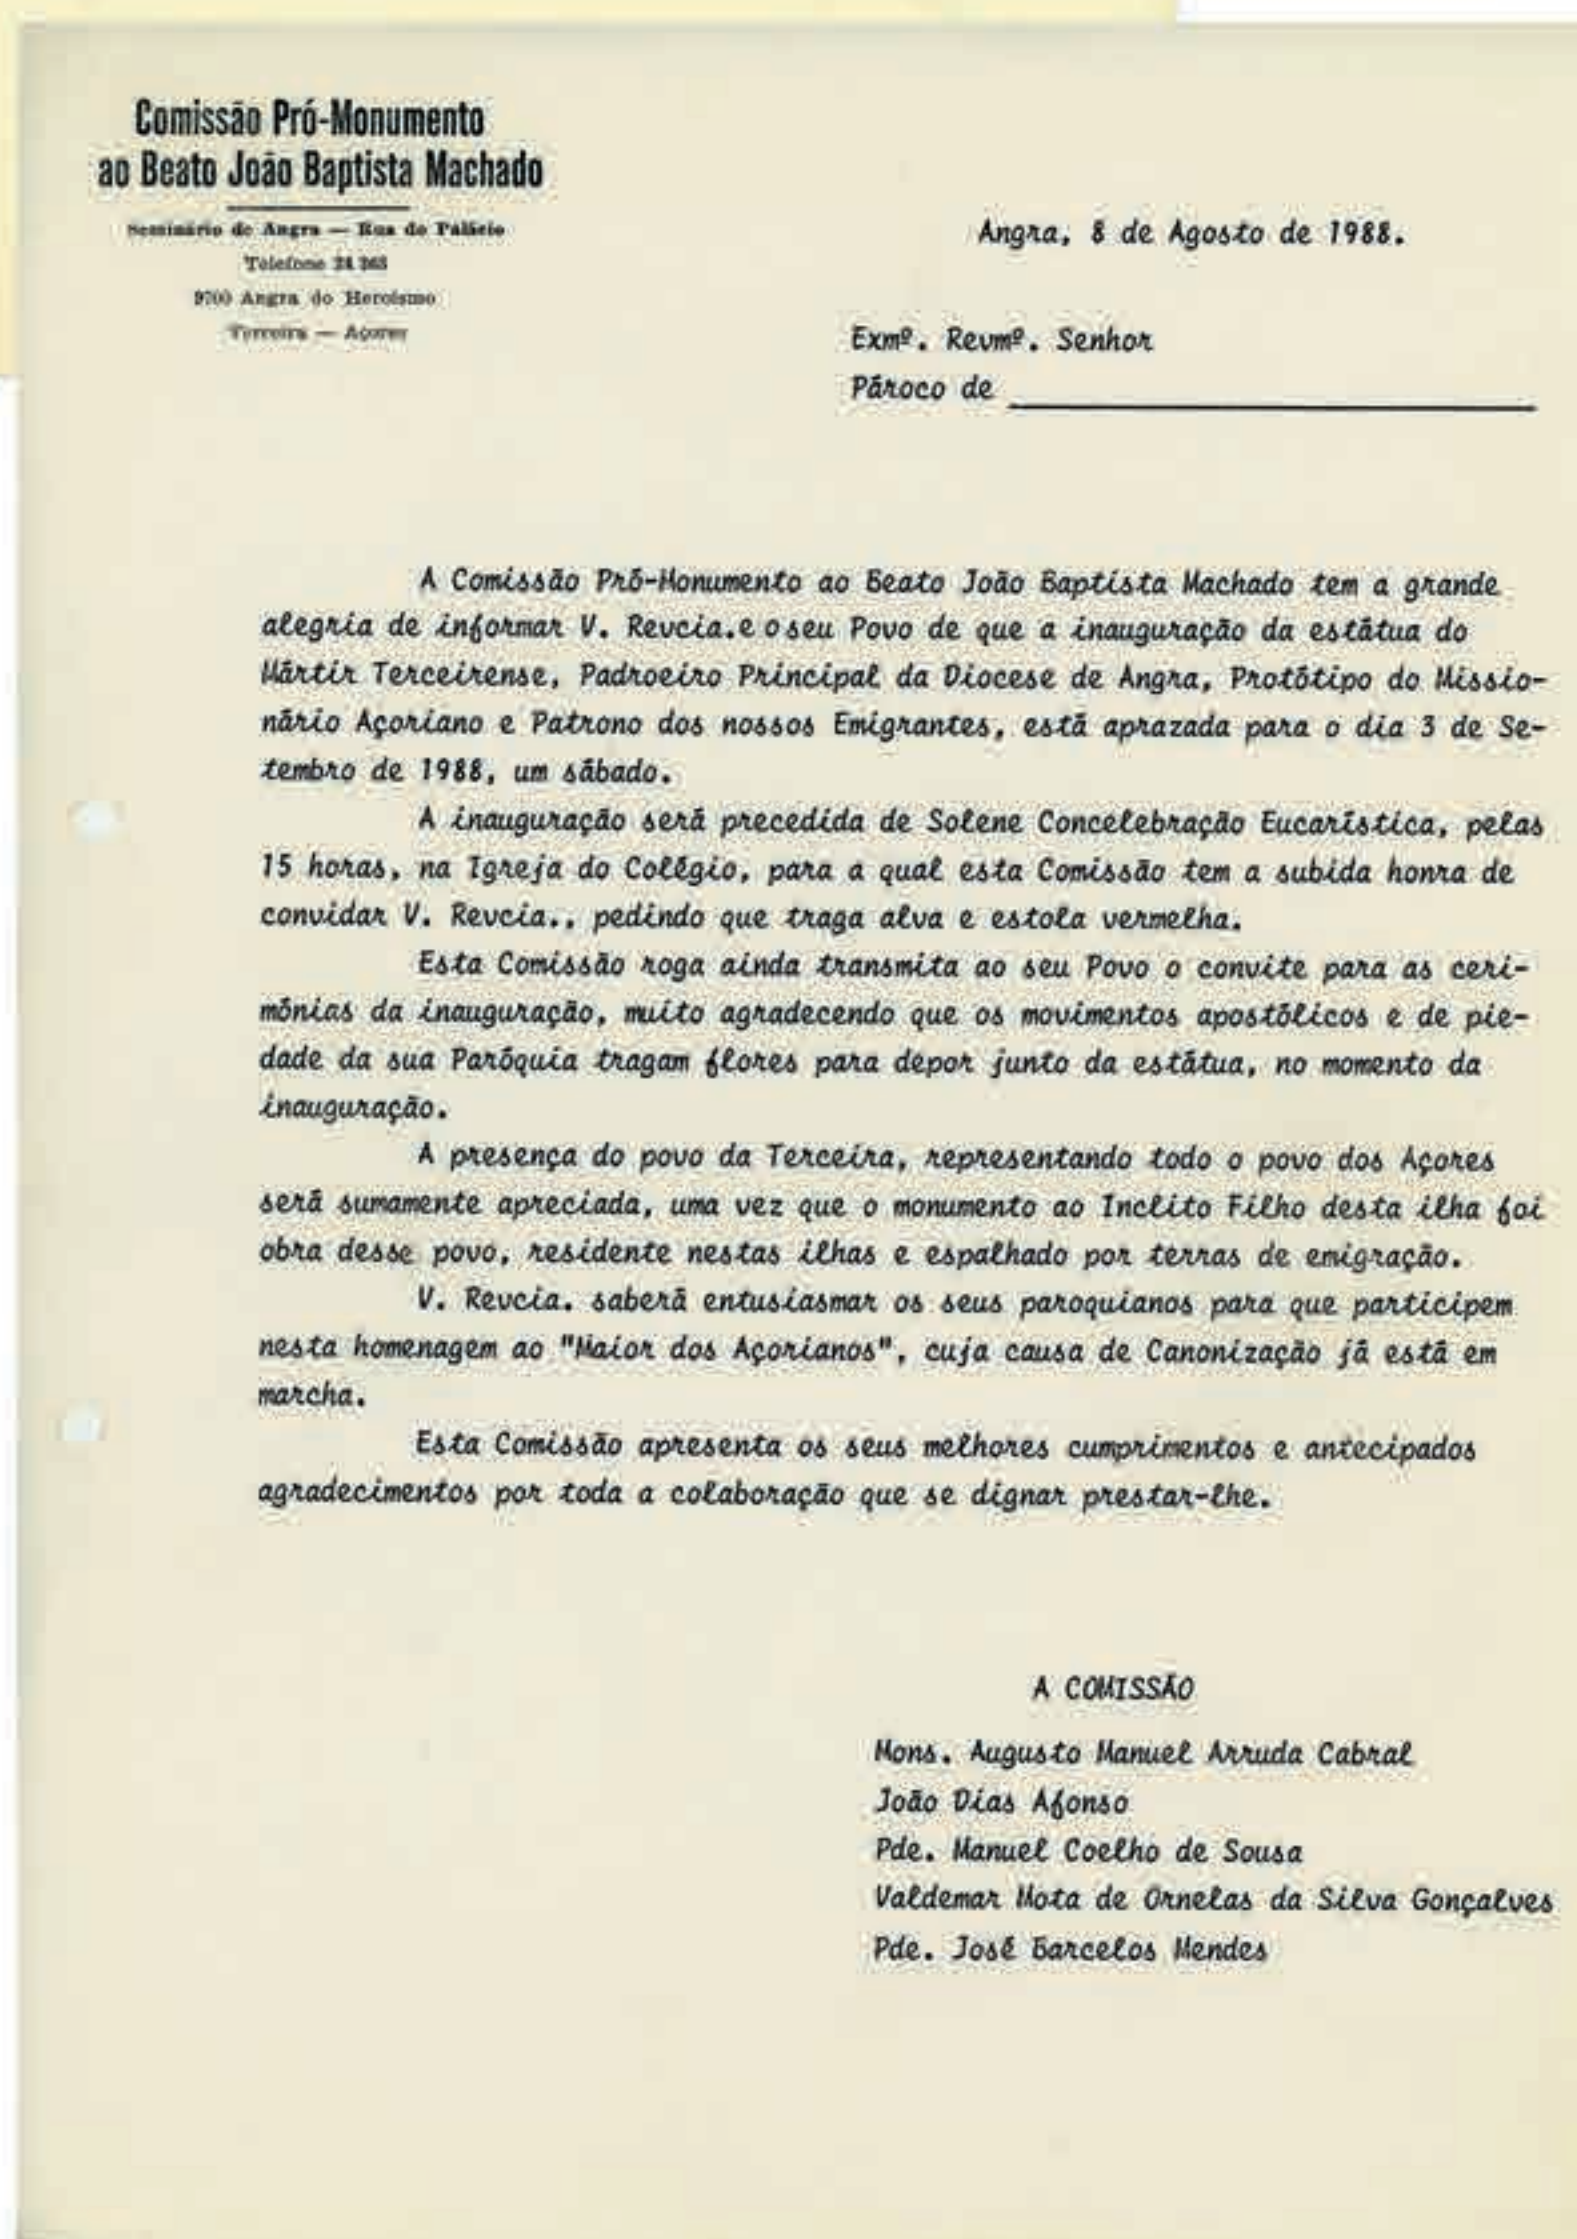 Comissão Pró-Monumento
ao Beato João Baptista Machado
Seminário de Angra — Rua do Palácio
Telefone
9700 Angra do Heroísmo
Terceira — Açores
Angra, 8 de Agosto de 1988.
Exmº. Revmº. Senhor
Pároco de
A Comissão Pró-Monumento ao Beato João Baptista Machado tem a grande
alegria de informar V. Revcia.e o seu Povo de que a inauguração da estátua do
Mártir Terceirense, Padroeiro Principal da Diocese de Angra, Protótipo do Missio-
nário Açoriano e Patrono dos nossos Emigrantes, está aprazada para o dia 3 de Se-
tembro de 1988, um sábado.
A inauguração será precedida de Solene Concelebração Eucarística, pelas
15 horas, na Igreja do Colégio, para a qual esta Comissão tem a subida honra de
convidar V. Revcia., pedindo que traga alva e estola vermelha.
Esta Comissão roga ainda transmita ao seu Povo o convite para as ceri-
mónias da inauguração, muito agradecendo que os movimentos apostólicos e de pie-
dade da sua Paróquia tragam flores para depor junto da estátua, no momento da
inauguração.
A presença do povo da Terceira, representando todo o povo dos Açores
será sumamente apreciada, uma vez que o monumento ao Inclito Filho desta ilha foi
obra desse povo, residente nestas ilhas e espalhado por terras de emigração.
V. Revcia. saberá entusiasmar os seus paroquianos para que participem
nesta homenagem ao "Maior dos Açorianos", cuja causa de Canonização já está em
marcha.
Esta Comissão apresenta os seus melhores cumprimentos e antecipados
agradecimentos por toda a colaboração que se dignar prestar-lhe.
A COMISSÃO
Mons. Augusto Manuel Arruda Cabral
João Dias Afonso
Pde. Manuel Coelho de Sousa
Valdemar Mota de Ornelas da Silva Gonçalves
Pde. José Barcelos Mendes